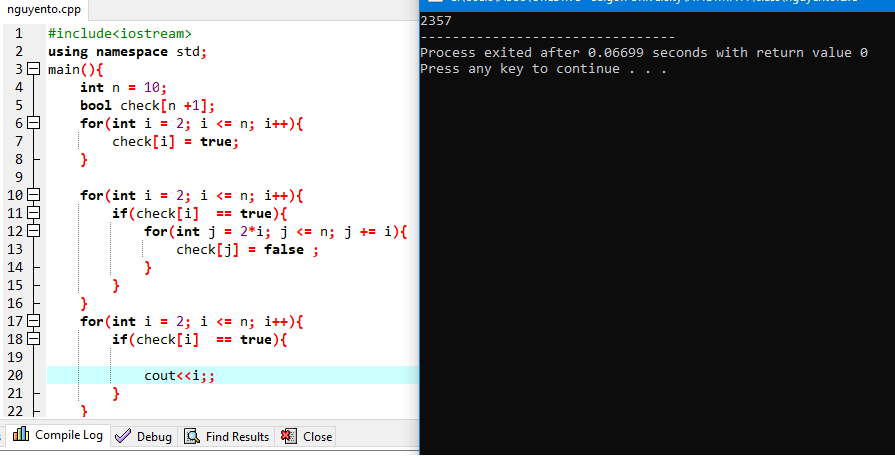 nguyento.cpp
1 #include<iostream>
2 using namespace std;
3 main(){
4 int n = 10;
5 bool check[n +1];
6 for(int i = 2; i <= n; i++){
7 check[i] = true;
8 }
9
10 for(int i = 2; i <= n; i++){
11 if(check[i]  == true){
12 for(int j = 2*i; j <= n; j += i){
13 check[j] = false ;
14 }
15 }
16 }
17 for(int i = 2; i <= n; i++){
18 if(check[i]  == true){
19
20 cout<<i;;
21 }
22 }
Compile Log Debug Find Results Close
2357
--------------------------------
Process exited after 0.06699 seconds with return value 0
Press any key to continue . . .